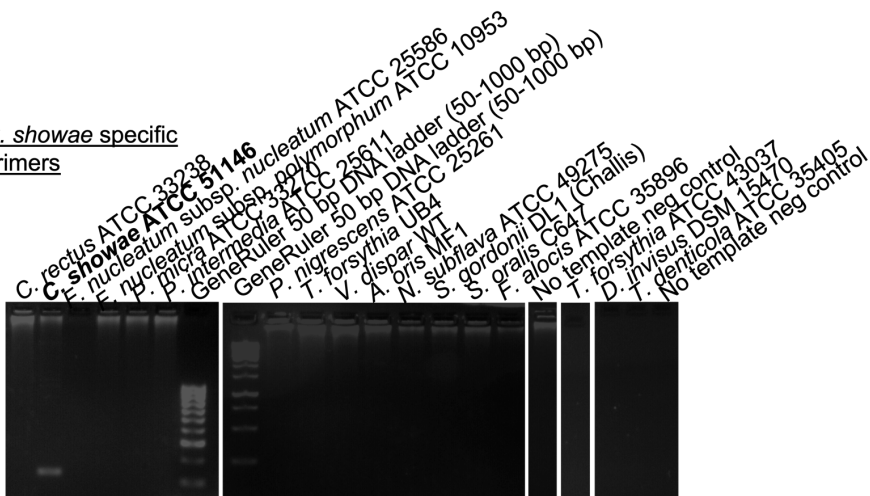 . showae specific
rimers
C. rectus ATCC 33238
C. showae ATCC 51146
F. nucleatum subsp. nucleatum ATCC 25586
F. nucleatum subsp. polymorphum ATCC 10953
P. micra ATCC 33270
P. intermedia ATCC 25611
GeneRuler 50 bp DNA ladder (50-1000 bp)
GeneRuler 50 bp DNA ladder (50-1000 bp)
P. nigrescens ATCC 25261
T. forsythia UB4
V. dispar WT
A. oris MF1
N. subflava ATCC 49275
S. gordonii DL1 (Challis)
S. oralis C647
F. alocis ATCC 35896
No template neg control
T. forsythia ATCC 43037
D. invisus DSM 15470
T. denticola ATCC 35405
No template neg control